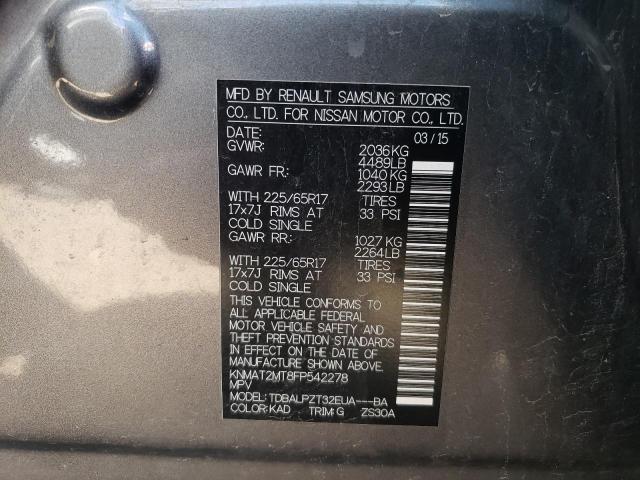 MFD BY RENAULT SAMSUNG MOTORS
CO., LTD. FOR NISSAN MOTOR CO., LTD.
DATE: 03/15
GVWR: 2036KG
4489LB
GAWR FR.: 1040KG
2293LB
WITH 225/65R17 TIRES
17x7J RIMS AT 33 PSI
COLD SINGLE
GAWR RR.: 1027KG
2264LB
WITH 225/65R17 TIRES
17x7J RIMS AT 33 PSI
COLD SINGLE
THIS VEHICLE CONFORMS TO
ALL APPLICABLE FEDERAL
MOTOR VEHICLE SAFETY AND
THEFT PREVENTION STANDARDS
IN EFFECT ON THE DATE OF
MANUFACTURE SHOWN ABOVE.
KNMAT2MT8FP542278
MPV
MODEL: TDBALPZT32EUA---BA
COLOR: KAD TRIM: G ZS30A